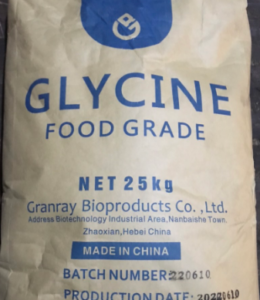 GLYCINE
FOOD GRADE
NET 25kg
Granray Bioproducts Co .,Ltd.
Address:Biotechnology Industrial Area,Nanbaishe Town,
Zhaoxian,Hebei China
MADE IN CHINA
BATCH NUMBER:220610
PRODUCTION DATE: 20220610